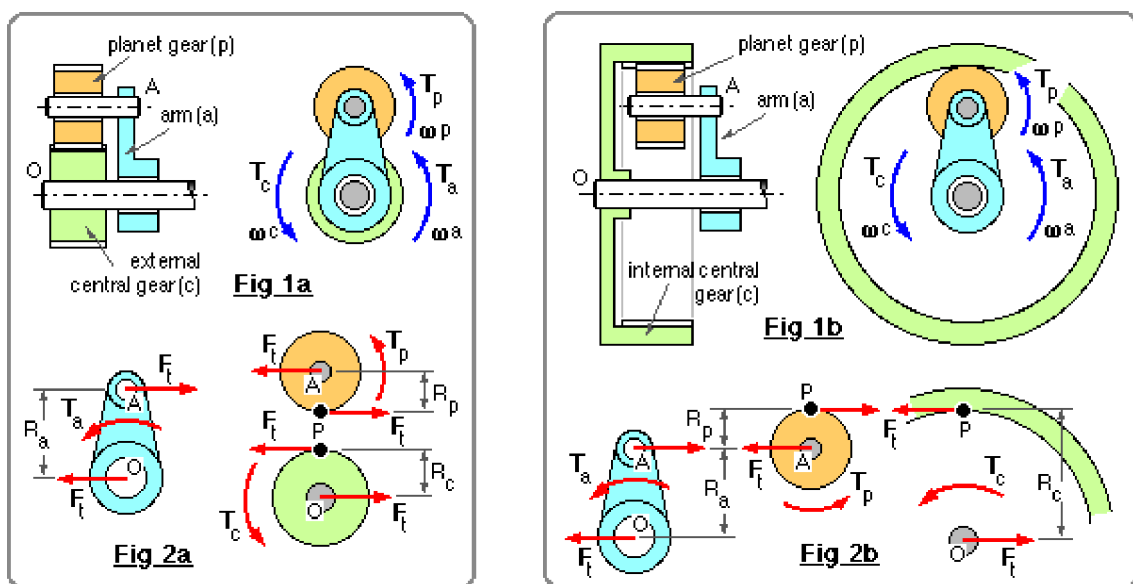 planet gear(p)
A
arm(a)
O
external
central gear(c)
Fig 1a
Tp
ωp
Tc
Ta
ωc
ωa
Ft
A
Ta
Ra
O
Ft
Fig 2a
Ft
Tp
A
Rp
Ft
P
Ft
Rc
O
Tc
Ft
planet gear(p)
A
arm(a)
O
internal central
gear(c)
Fig 1b
Tp
ωp
Tc
Ta
ωc
ωa
P
Rp
Ft
Ft
P
A
Ta
Ra
O
Ft
Ft
A
Tp
Tc
Rc
O
Ft
Fig 2b